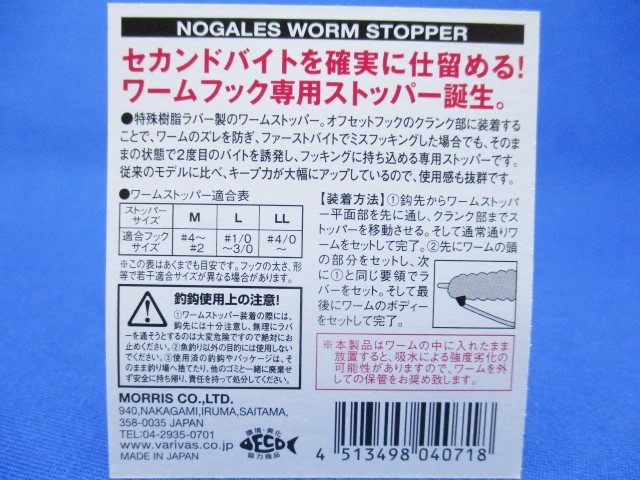 NOGALES WORM STOPPER
セカンドバイトを確実に仕留める!
ワームフック専用ストッパー誕生。
●特殊樹脂ラバー製のワームストッパー。オフセットフックのクランク部に装着する
ことで、ワームのズレを防ぎ、ファーストバイトでミスフッキングした場合でも、そのま
まの状態で2度目のバイトを誘発し、フッキングに持ち込める専用ストッパーです。
従来のモデルに比べ、キープ力が大幅にアップしているので、使用感も抜群です。
●ワームストッパー適合表
ストッパーサイズ M L LL
適合フックサイズ #4〜#2 #1/0〜3/0 #4/0〜
※この表はあくまでも目安です。フックの太さ、形
等で若干適合サイズが異なる場合があります。
釣鈎使用上の注意!
①ワームストッパー装着の際には、
鈎先には十分注意し、無理にラバ
ーを通そうとするのは大変危険ですので絶対にお
止めください。②魚釣り以外の目的には使用しない
でください。③使用済の釣鈎やパッケージは、その
まま釣り場へ捨てたり、他のゴミと一緒に廃棄せ
ず安全に持ち帰り、責任を持って処分してください。
【装着方法】①鈎先からワームストッパ
ー平面部を先に通し、クランク部までス
トッパーを移動させる。そして通常通りワ
ームをセットして完了。②先にワームの頭
の部分をセットし、次
に①と同じ要領でラ
バーをセット。そして最
後にワームのボディー
をセットして完了。
※本製品はワームの中に入れたまま
放置すると、吸水による強度劣化の
可能性がありますので、ワームを外
しての保管をお奨め致します。
MORRIS CO.,LTD.
940,NAKAGAMI,IRUMA,SAITAMA,
358-0035 JAPAN
TEL:04-2935-0701
www.varivas.co.jp
MADE IN JAPAN
環境・美化
ECO
協力商品
4 513498 040718